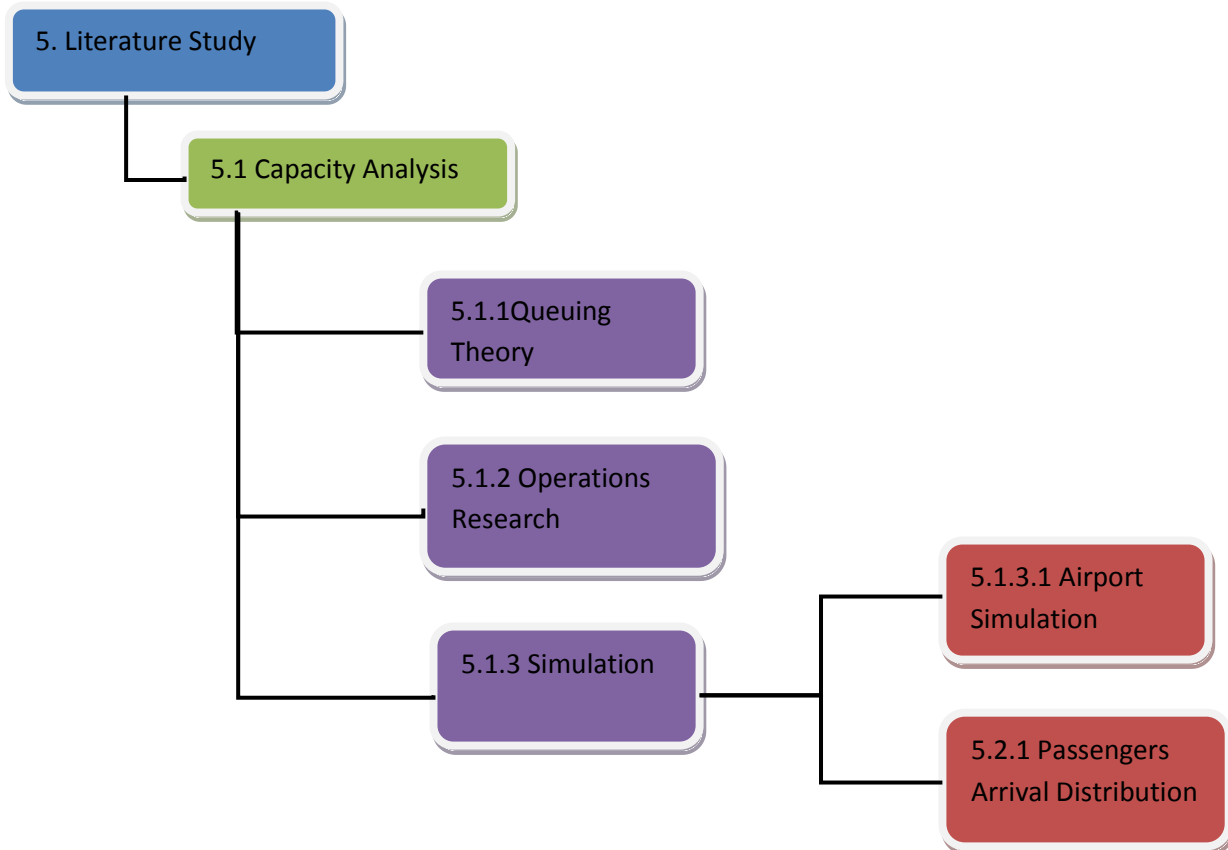 5. Literature Study
5.1 Capacity Analysis
5.1.1Queuing
Theory
5.1.2 Operations
Research
5.1.3 Simulation
5.1.3.1 Airport
Simulation
5.2.1 Passengers
Arrival Distribution